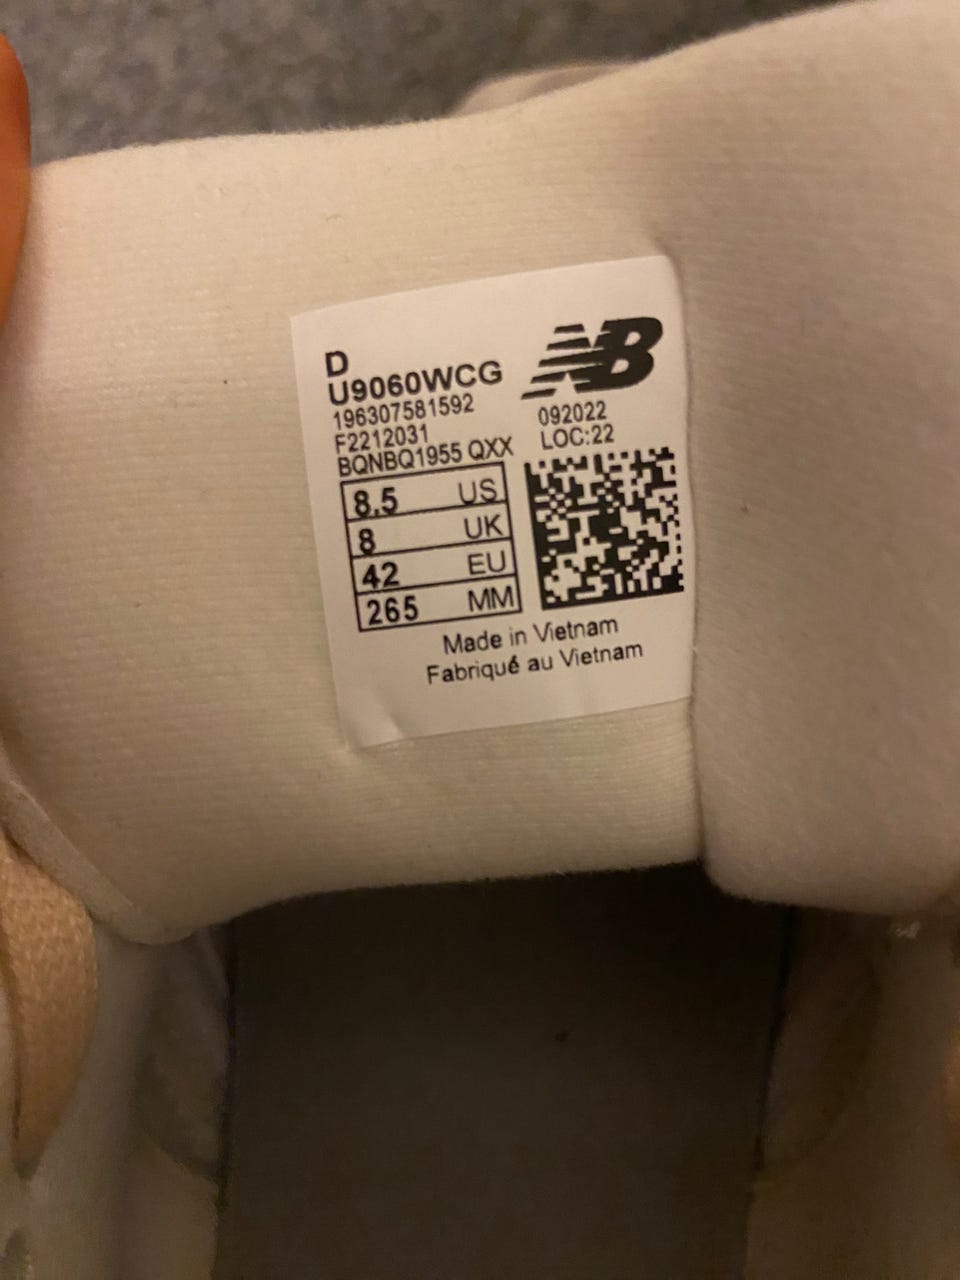 D
U9060WCG
196307581592
F2212031
BQNBQ1955 QXX
NB
092022
LOC:22
8.5 US
8 UK
42 EU
265 MM
Made in Vietnam
Fabriqué au Vietnam